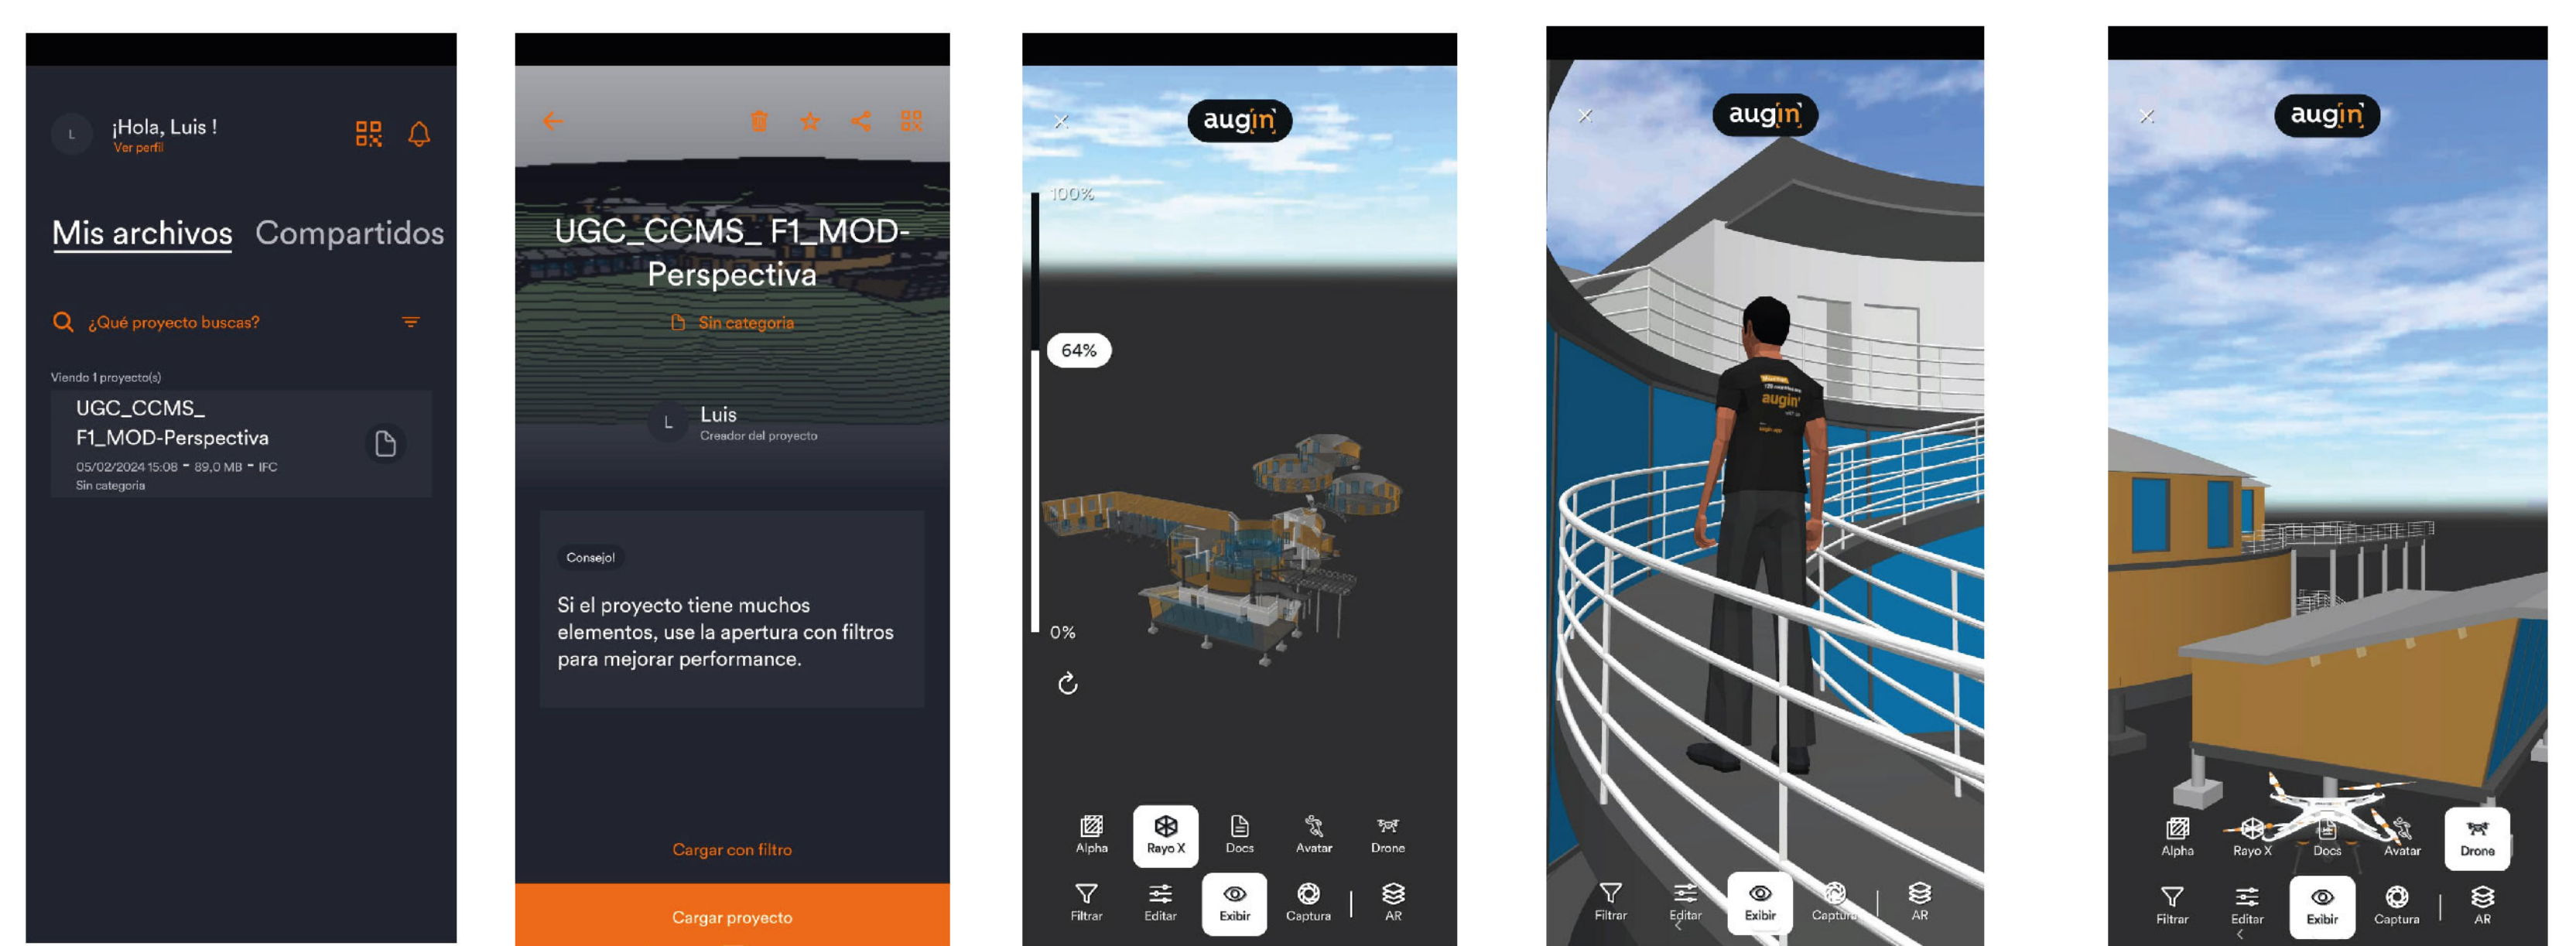 L
¡Hola, Luis !
Ver perfil
Mis archivos Compartidos
¿Qué proyecto buscas?
Viendo 1 proyecto(s)
UGC_CCMS_
F1_MOD-Perspectiva
05/02/2024 15:08 - 89,0 MB - IFC
Sin categoria
UGC_CCMS_ F1_MOD-
Perspectiva
Sin categoria
L
Luis
Creador del proyecto
Consejo!
Si el proyecto tiene muchos
elementos, use la apertura con filtros
para mejorar performance.
Cargar con filtro
Cargar proyecto
augin
100%
64%
0%
Alpha Rayo X Docs Avatar Drone
Filtrar Editar Exibir Captura AR
augin
augin
Filtrar Editar Exibir Captura AR
augin
Alpha Rayo X Docs Avatar Drone
Filtrar Editar Exibir Captura AR